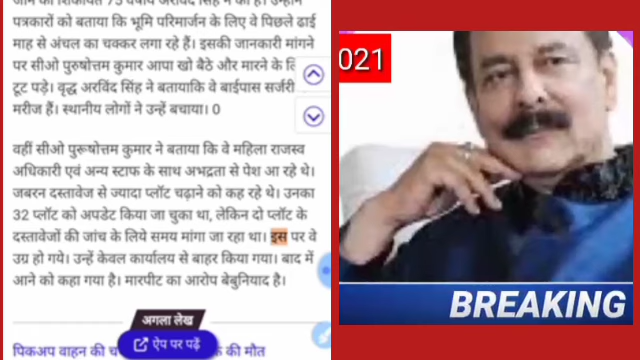 जाने की शिकायत 75 वर्षीय अरविंद सिंह ने की है। उन्होंने
पत्रकारों को बताया कि भूमि परिमार्जन के लिए वे पिछले ढाई
माह से अंचल का चक्कर लगा रहे हैं। इसकी जानकारी मांगने
पर सीओ पुरुषोत्तम कुमार आपा खो बैठे और मारने के लि
टूट पड़े। वृद्ध अरविंद सिंह ने बतायाकि वे बाईपास सर्जरी
मरीज हैं। स्थानीय लोगों ने उन्हें बचाया। 0
वहीं सीओ पुरूषोत्तम कुमार ने बताया कि वे महिला राजस्व
अधिकारी एवं अन्य स्टाफ के साथ अभद्रता से पेश आ रहे थे।
जबरन दस्तावेज से ज्यादा प्लॉट चढ़ाने को कह रहे थे। उनका
32 प्लॉट को अपडेट किया जा चुका था, लेकिन दो प्लॉट के
दस्तावेजों की जांच के लिये समय मांगा जा रहा था। इस पर वे
उग्र हो गये। उन्हें केवल कार्यालय से बाहर किया गया। बाद में
आने को कहा गया है। मारपीट का आरोप बेबुनियाद है।
अगला लेख
ऐप पर पढ़ें
पिकअप वाहन की च की मौत
021
BREAKING